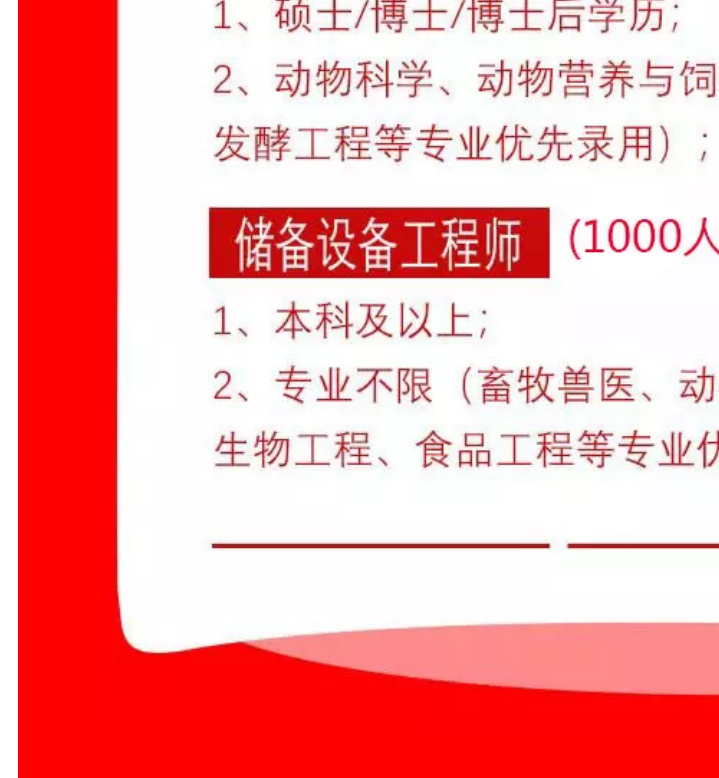 1、硕士/博士/博士后学历；
2、动物科学、动物营养与饲
发酵工程等专业优先录用）；
储备设备工程师 (1000人
1、本科及以上；
2、专业不限（畜牧兽医、动
生物工程、食品工程等专业优